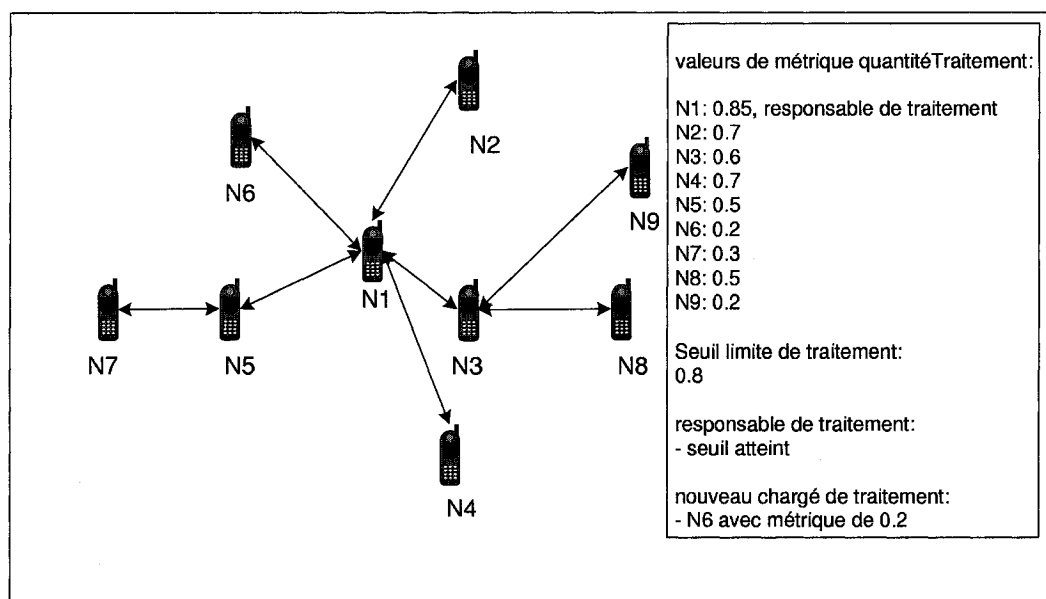 N2
N6
N9
N1
N7
N5
N3
N8
N4
valeurs de métrique quantitéTraitement:
N1: 0.85, responsable de traitement
N2: 0.7
N3: 0.6
N4: 0.7
N5: 0.5
N6: 0.2
N7: 0.3
N8: 0.5
N9: 0.2
Seuil limite de traitement:
0.8
responsable de traitement:
- seuil atteint
nouveau chargé de traitement:
- N6 avec métrique de 0.2